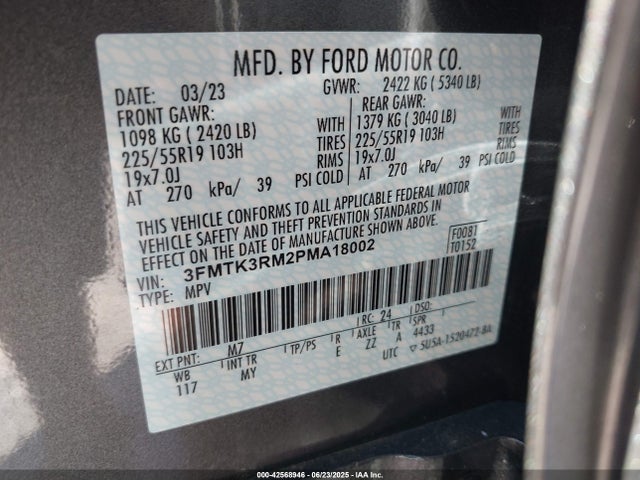 MFD. BY FORD MOTOR CO.
DATE: 03/23 GVWR: 2422 KG ( 5340 LB)
FRONT GAWR: REAR GAWR:
1098 KG ( 2420 LB) WITH 1379 KG ( 3040 LB) WITH
225/55R19 103H TIRES 225/55R19 103H TIRES
19x7.0J RIMS 19x7.0J RIMS
AT 270 kPa/ 39 PSI COLD AT 270 kPa/ 39 PSI COLD
THIS VEHICLE CONFORMS TO ALL APPLICABLE FEDERAL MOTOR
VEHICLE SAFETY AND THEFT PREVENTION STANDARDS IN
EFFECT ON THE DATE OF MANUFACTURE SHOWN ABOVE.
VIN: 3FMTK3RM2PMA18002 F0081
TYPE: MPV T0152
EXT PNT: M7 RC: 24 DSO:
WB INT TR TP/PS R AXLE TR SPR
117 MY E ZZ A 4433
UTC 5U5A-1520472-BA
00-42568946 - 06/23/2025 - IAA Inc.